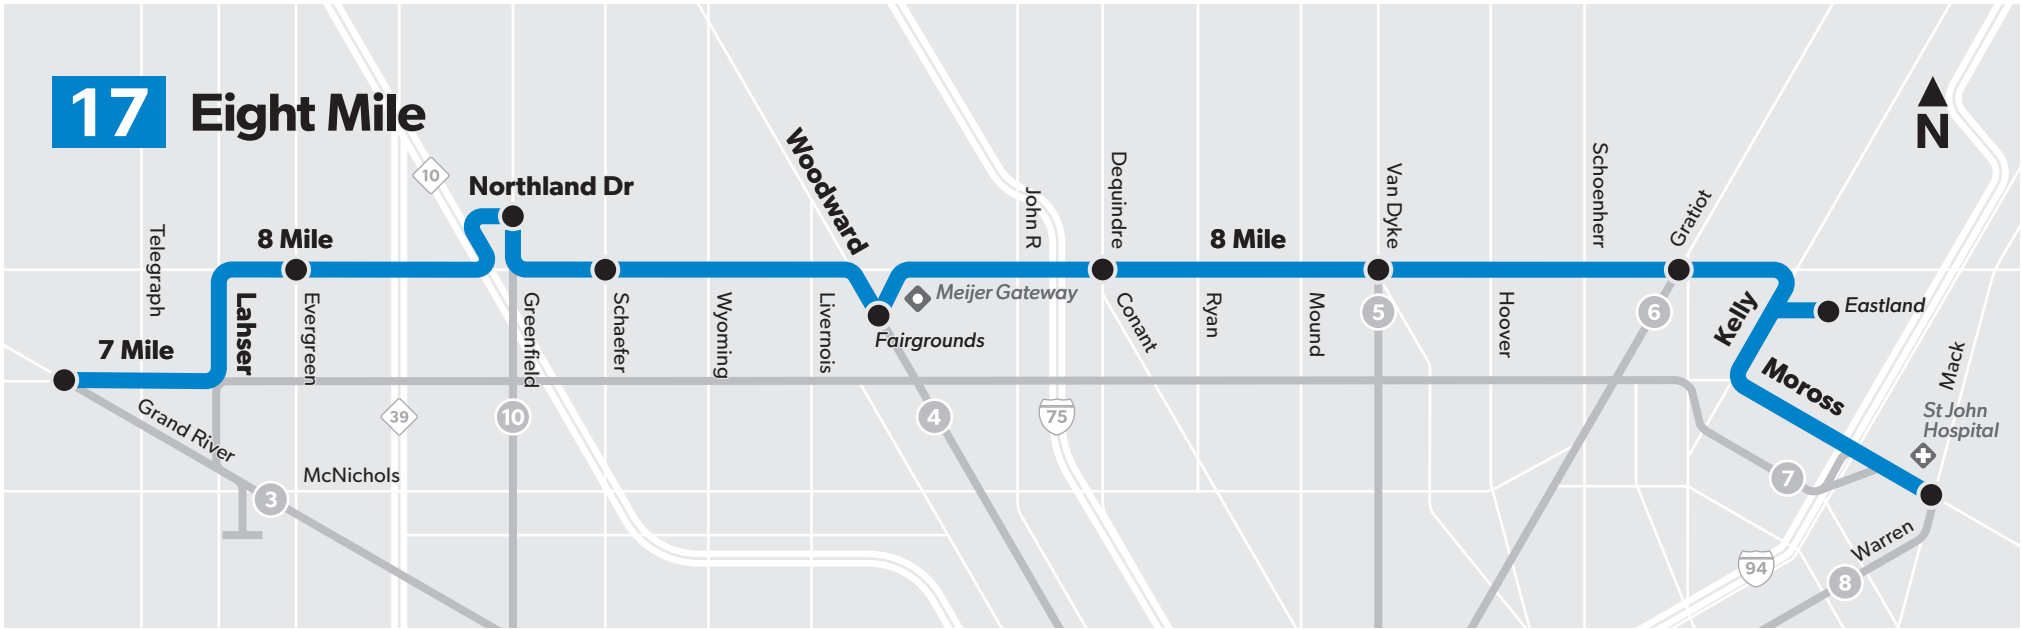 17 Eight Mile
N
10
Northland Dr
Woodward
Telegraph
8 Mile
John R
Dequindre
8 Mile
Van Dyke
Schoenherr
Gratiot
7 Mile
Lahser
Evergreen
Greenfield
Schaefer
Wyoming
Livernois
Meijer Gateway
Fairgrounds
Conant
Ryan
Mound
5
Hoover
6
Kelly
Eastland
Moross
Mack
St John
Hospital
Grand River
39
10
4
75
McNichols
3
7
Warren
94
8